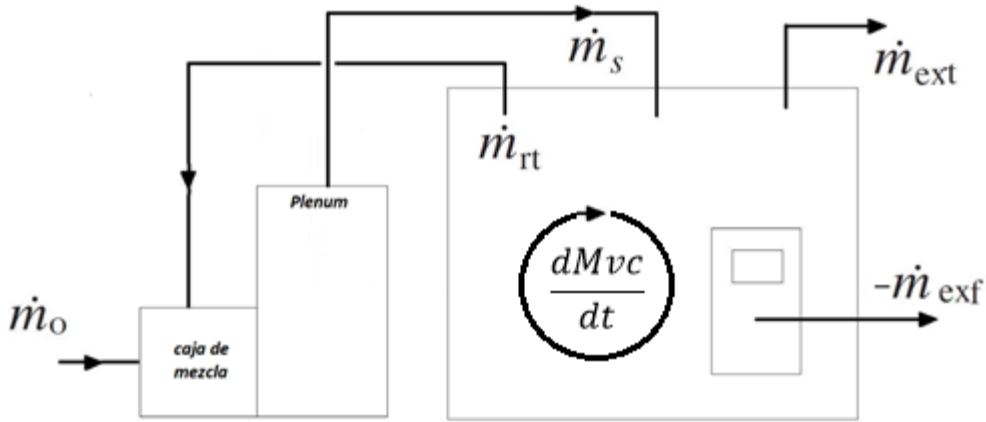 ṁs
ṁext
ṁrt
Plenum
dMvc
dt
ṁo
caja de
mezcla
-ṁ exf